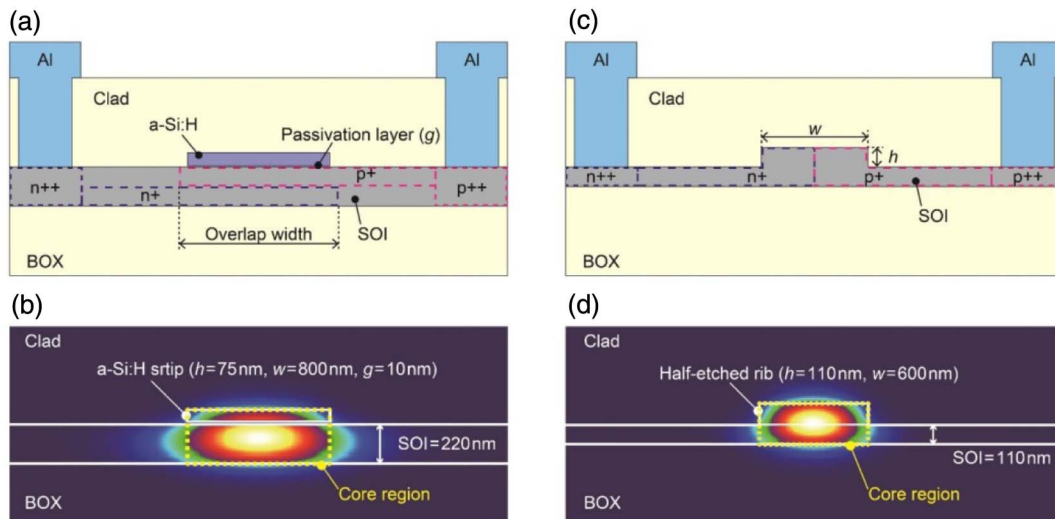 (a)
Al
Al
Clad
a-Si:H
Passivation layer (g)
n++
n+
p+
p++
Overlap width
SOI
BOX
(b)
Clad
a-Si:H srtip (h=75nm, w=800nm, g=10nm)
SOI=220nm
Core region
BOX
(c)
Al
Al
Clad
w
h
n++
n+
p+
p++
SOI
BOX
(d)
Clad
Half-etched rib (h=110nm, w=600nm)
SOI=110nm
Core region
BOX